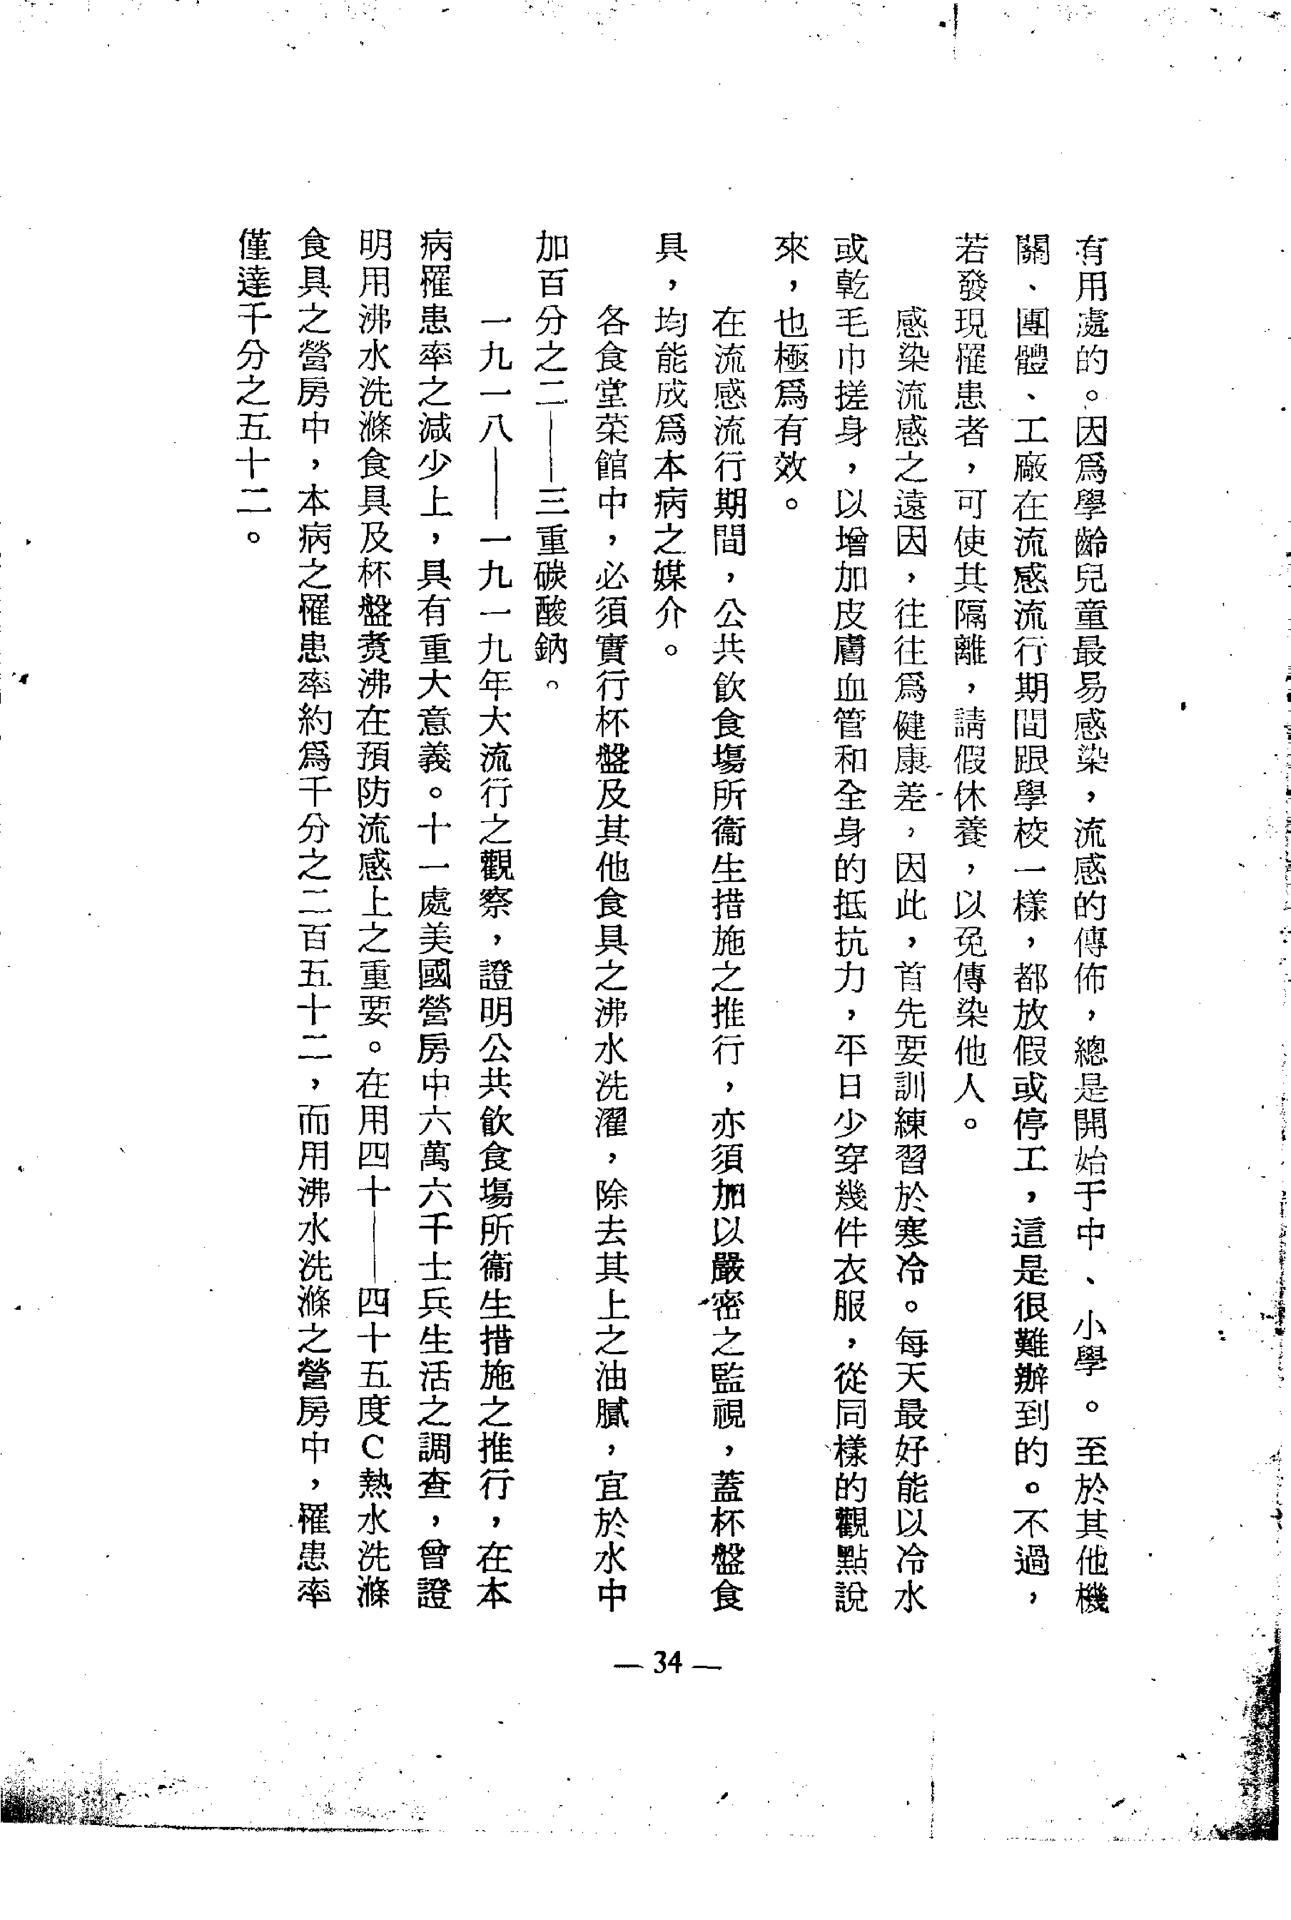 有用處的。因爲學齡兒童最易感染，流感的傳佈，總是開始于中、小學。至於其他機
關、團體、工廠在流感流行期間跟學校一樣，都放假或停工，這是很難辦到的。不過，
若發現罹患者，可使其隔離，請假休養，以免傳染他人。
感染流感之遠因，往往爲健康差，因此，首先要訓練習於寒冷。每天最好能以冷水
或乾毛巾搓身，以增加皮膚血管和全身的抵抗力，平日少穿幾件衣服，從同樣的觀點說
來，也極爲有效。
在流感流行期間，公共飲食塲所衞生措施之推行，亦須加以嚴密之監視，蓋杯盤食
具，均能成爲本病之媒介。
各食堂菜館中，必須實行杯盤及其他食具之沸水洗濯，除去其上之油膩，宜於水中
加百分之二——三重碳酸鈉。
一九一八——一九一九年大流行之觀察，證明公共飲食塲所衞生措施之推行，在本
病罹患率之減少上，具有重大意義。十一處美國營房中六萬六千士兵生活之調查，曾證
明用沸水洗滌食具及杯盤煑沸在預防流感上之重要。在用四十——四十五度C熱水洗滌
食具之營房中，本病之罹患率約爲千分之二百五十二，而用沸水洗滌之營房中，罹患率
僅達千分之五十二。
— 34 —